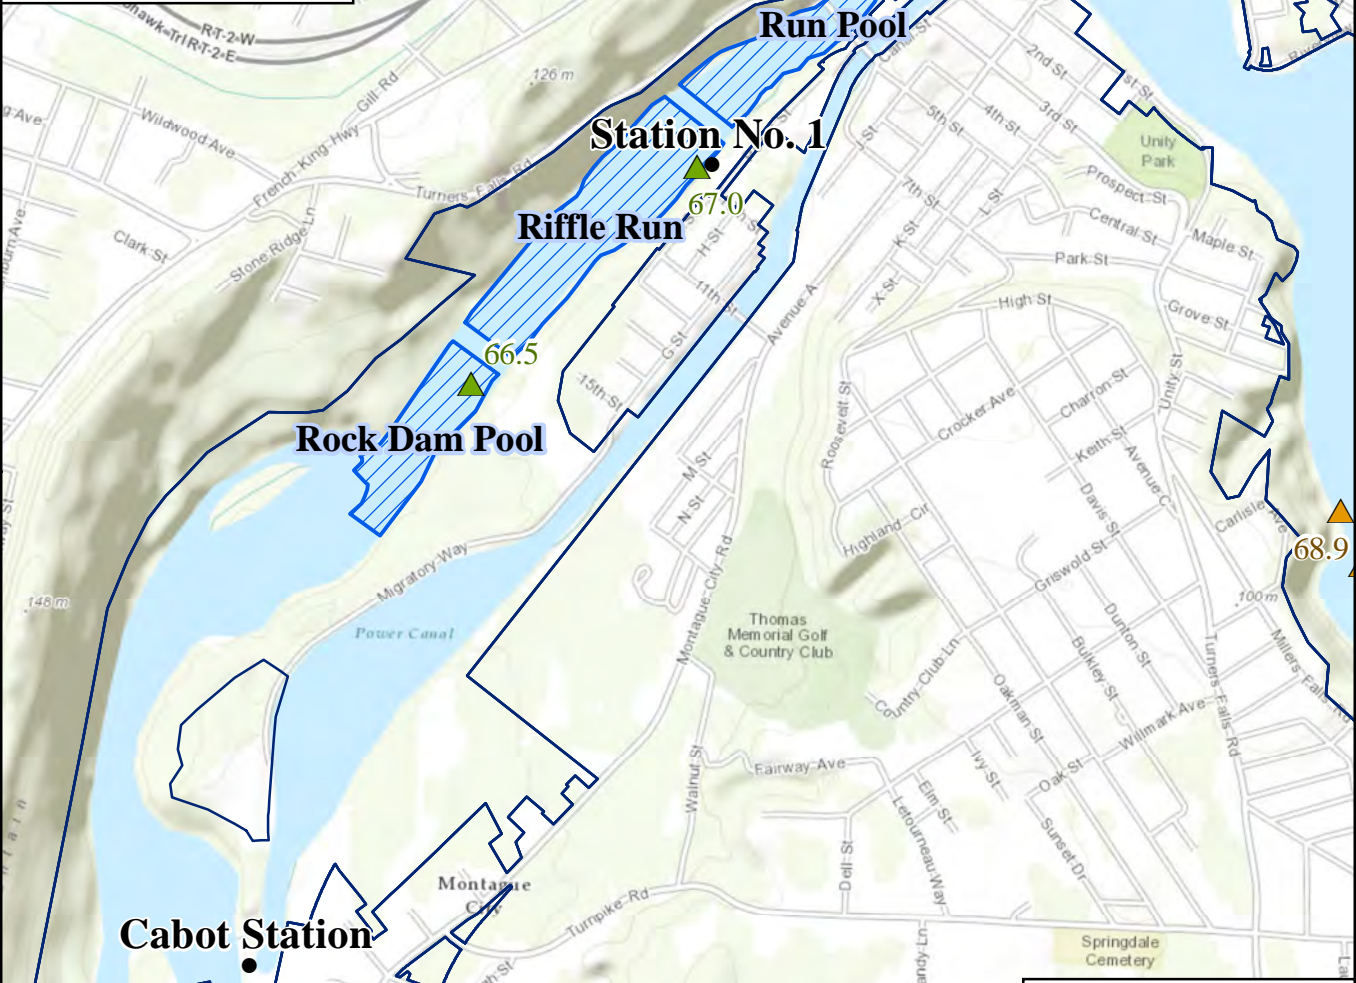 RT-2-W
RT-2-E
Run Pool
Canal St
2nd St
126 m
Gill-Rd
Wildwood Ave
French-King-Hwy
Turners-Falls-Rd
Station No. 1
5th St
4th St
3rd St
Unity
Park
J St
7th St
L St
Prospect-St
67.0
Riffle Run
Clark-St
Stone-Ridge-Ln
H-St
K St
Central-St
Maple St
Park-St
11th-St
Avenue-A
X-St
High St
Grove-St
G St
66.5
15th-St
Unity-St
Roosevelt St
Crocker-Ave
Charron-St
Rock Dam Pool
Keith-St
Avenue-C
M St
N-St
Davis-St
Carlisle Ave
Highland-Cir
68.9
Griswold-St
Migratory-Way
148 m
100 m
Power Canal
Montague-City-Rd
Thomas
Memorial Golf
& Country Club
Dunton-St
Bulkley-St
Turners-Falls-Rd
Millers-Falls-Rd
Country-Club-Ln
Oakman-St
Willmark-Ave
Walnut St
Fairway-Ave
Ivy-St
Oak-St
Elm-St
Letourneau-Way
Sunset-Dr
Dell-St
Montague
City
Turnpike-Rd
Cabot Station
Springdale
Cemetery